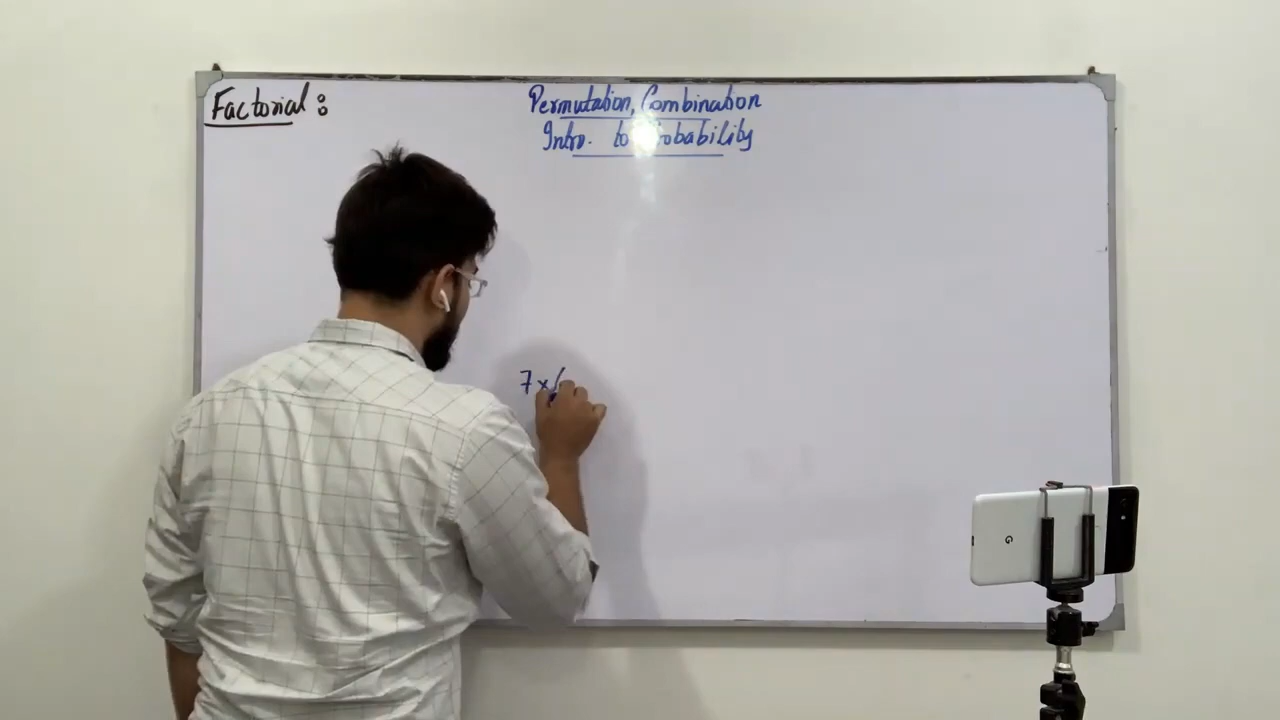 Factorial :
Permutation, Combination
Intro. to Probability
7 ×
G